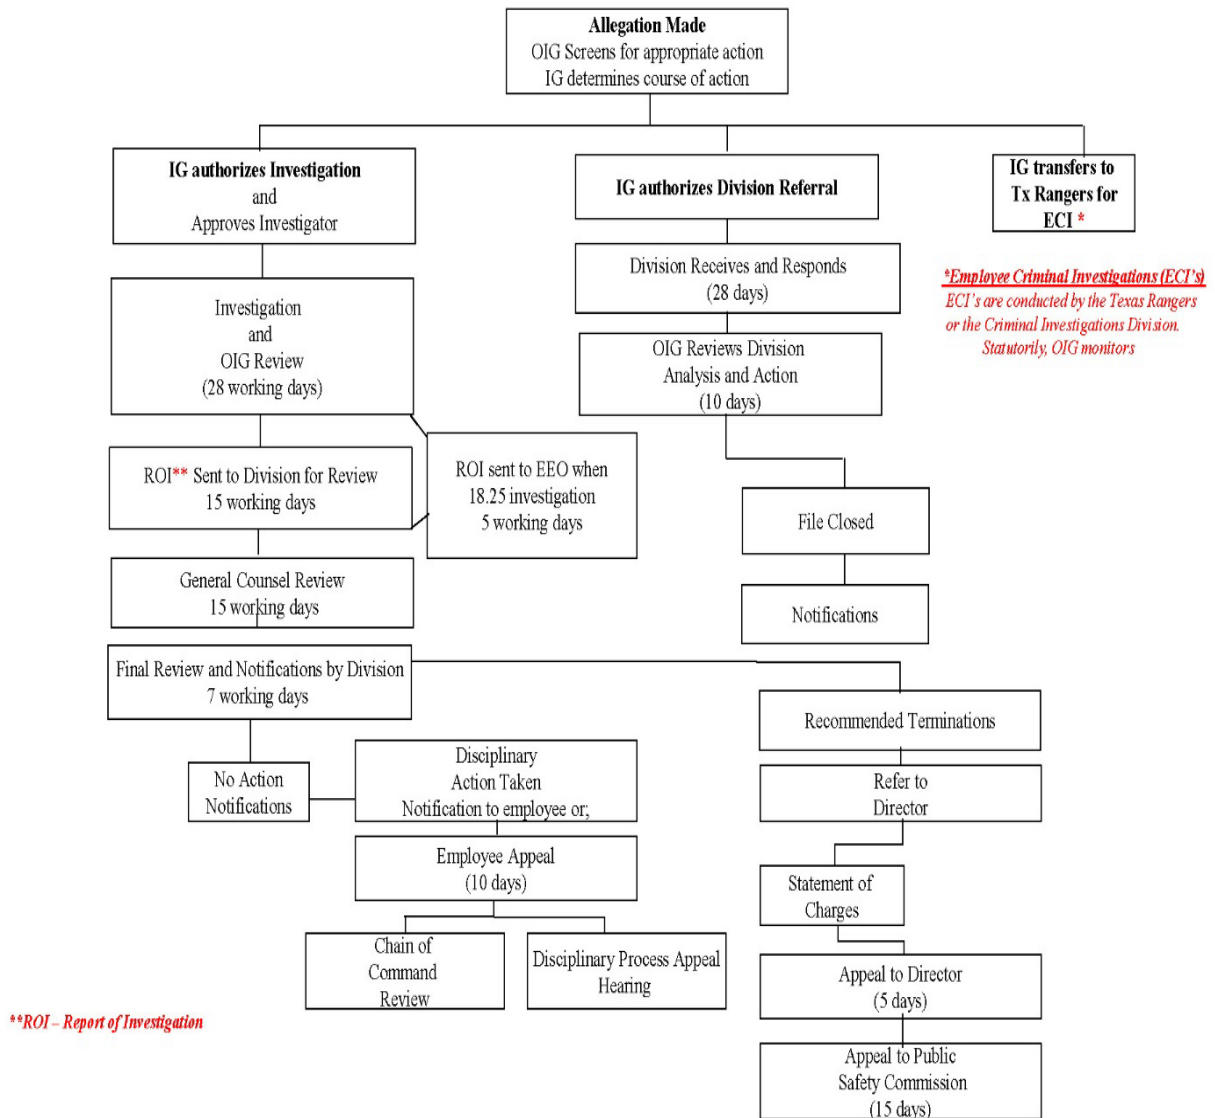 Allegation Made
OIG Screens for appropriate action
IG determines course of action
IG authorizes Investigation
and
Approves Investigator
IG authorizes Division Referral
IG transfers to
Tx Rangers for
ECI *
Investigation
and
OIG Review
(28 working days)
Division Receives and Responds
(28 days)
*Employee Criminal Investigations (ECI's)
ECI's are conducted by the Texas Rangers
or the Criminal Investigations Division.
Statutorily, OIG monitors
OIG Reviews Division
Analysis and Action
(10 days)
ROI** Sent to Division for Review
15 working days
ROI sent to EEO when
18.25 investigation
5 working days
File Closed
General Counsel Review
15 working days
Notifications
Final Review and Notifications by Division
7 working days
Recommended Terminations
No Action
Notifications
Disciplinary
Action Taken
Notification to employee or;
Refer to
Director
Employee Appeal
(10 days)
Statement of
Charges
Chain of
Command
Review
Disciplinary Process Appeal
Hearing
Appeal to Director
(5 days)
**ROI – Report of Investigation
Appeal to Public
Safety Commission
(15 days)